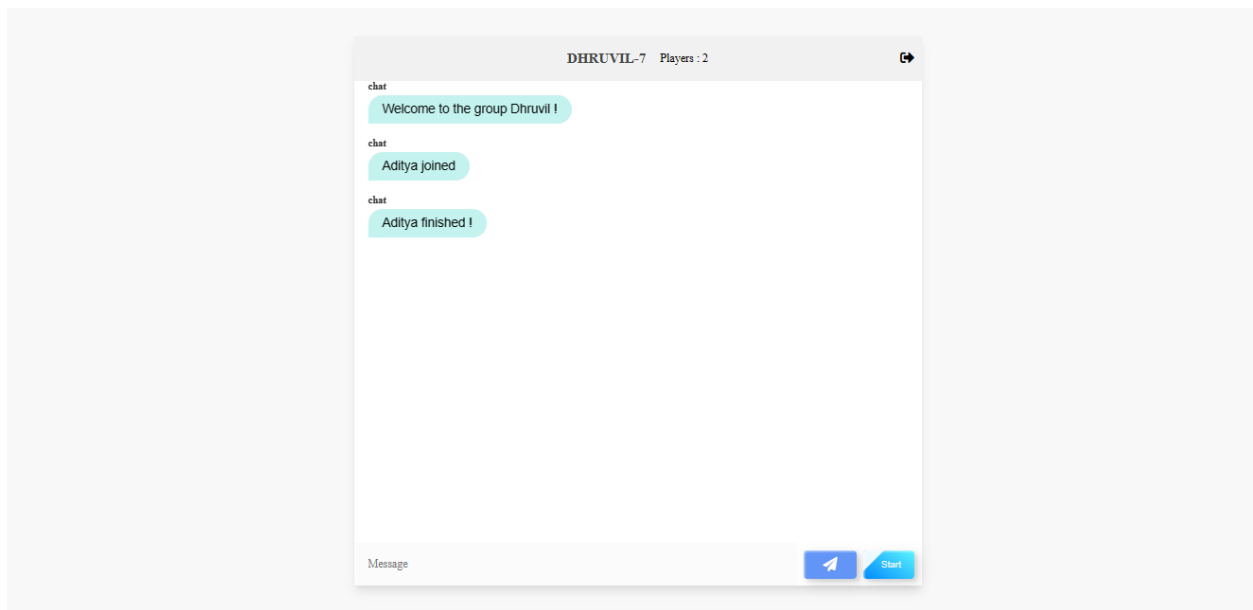 DHRUVIL-7 Players : 2
chat
Welcome to the group Dhruvil !
chat
Aditya joined
chat
Aditya finished !
Message
Start